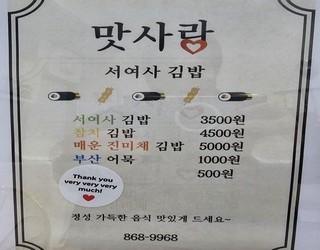 맛사랑
서여사 김밥
서여사 김밥 3500원
참치 김밥 4500원
매운 진미채 김밥 5000원
부산 어묵 1000원
500원
Thank you
very very very
much!
정성 가득한 음식 맛있게 드세요~
868-9968